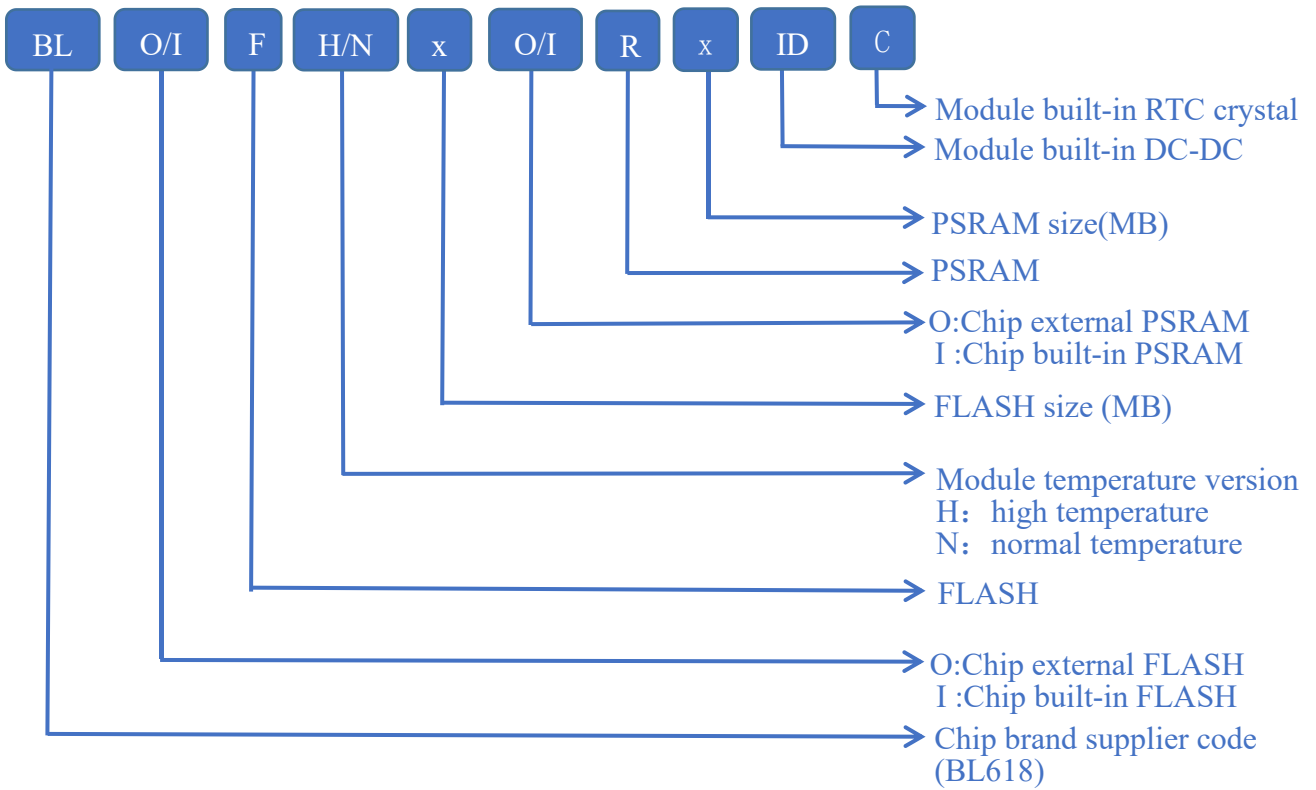 BL O/I F H/N x O/I R x ID C
Module built-in RTC crystal
Module built-in DC-DC
PSRAM size(MB)
PSRAM
O:Chip external PSRAM
I :Chip built-in PSRAM
FLASH size (MB)
Module temperature version
H： high temperature
N： normal temperature
FLASH
O:Chip external FLASH
I :Chip built-in FLASH
Chip brand supplier code
(BL618)